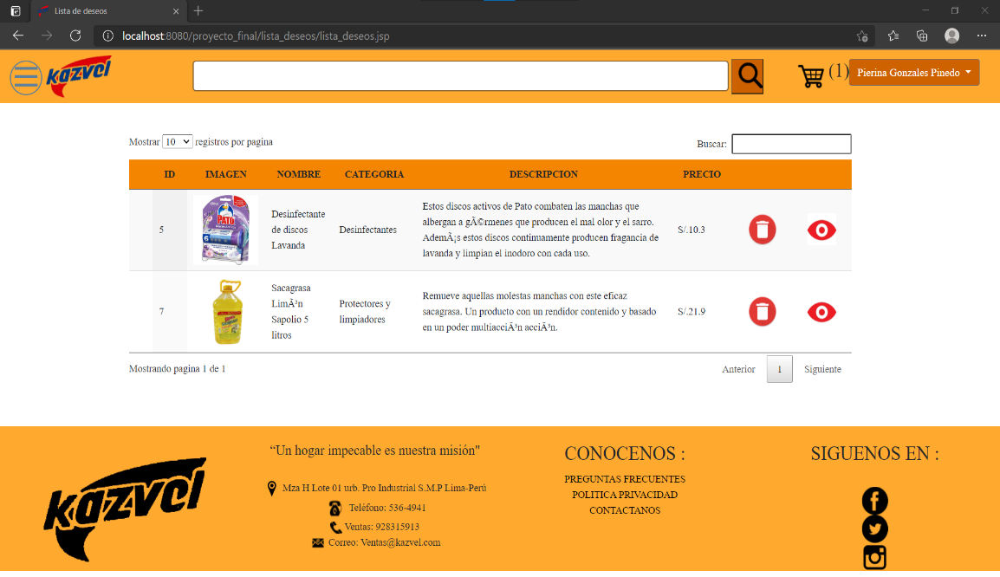 Lista de deseos
localhost:8080/proyecto_final/lista_deseos/lista_deseos.jsp
kazvel
(1)
Pierina Gonzales Pinedo
Mostrar 10 registros por pagina
Buscar:
ID IMAGEN NOMBRE CATEGORIA DESCRIPCION PRECIO
5
PATO
Desinfectante
de discos
Lavanda
Desinfectantes
Estos discos activos de Pato combaten las manchas que
albergan a gÃ©rmenes que producen el mal olor y el sarro.
AdemÃ¡s estos discos continuamente producen fragancia de
lavanda y limpian el inodoro con cada uso.
S/.10.3
7
Sacagrasa
LimÃ³n
Sapolio 5
litros
Protectores y
limpiadores
Remueve aquellas molestas manchas con este eficaz
sacagrasa. Un producto con un rendidor contenido y basado
en un poder multiacciÃ³n acciÃ³n.
S/.21.9
Mostrando pagina 1 de 1
Anterior 1 Siguiente
kazvel
“Un hogar impecable es nuestra misión"
Mza H Lote 01 urb. Pro Industrial S.M.P Lima-Perú
Teléfono: 536-4941
Ventas: 928315913
Correo: Ventas@kazvel.com
CONOCENOS :
PREGUNTAS FRECUENTES
POLITICA PRIVACIDAD
CONTACTANOS
SIGUENOS EN :